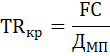 TRкр = FC / ДМП